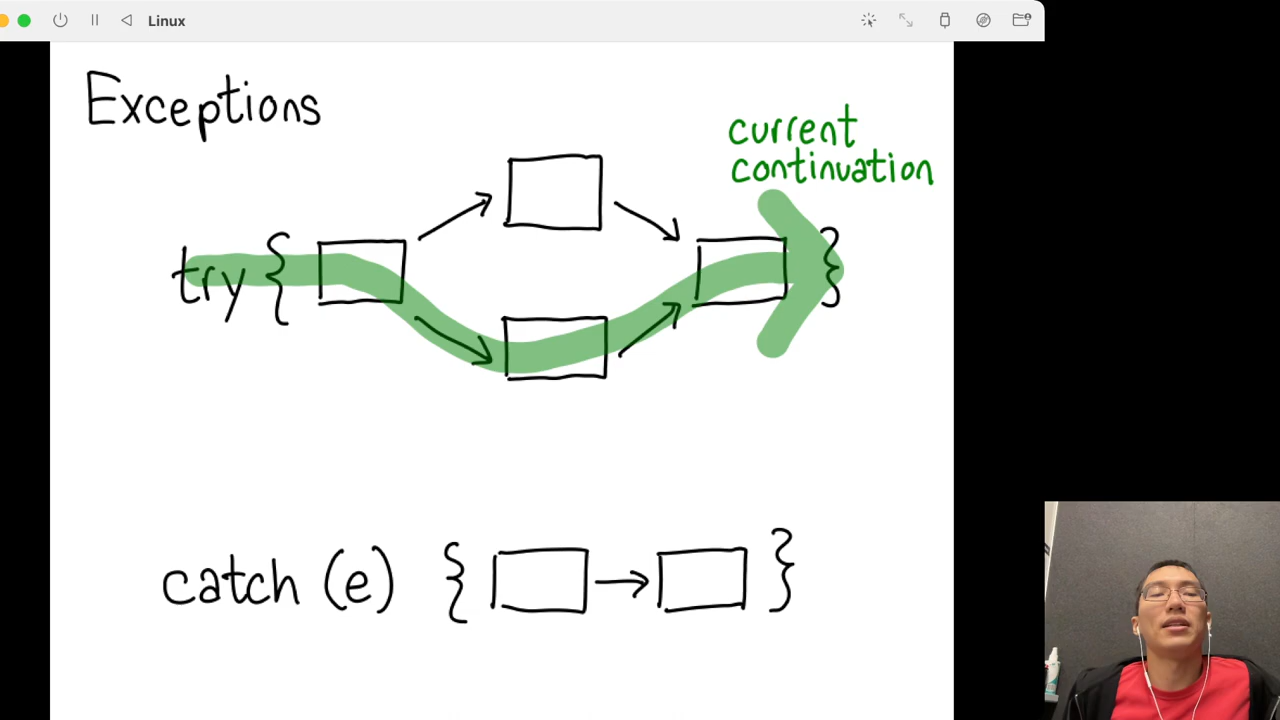 Linux
Exceptions
current
continuation
try {
}
catch (e) { }